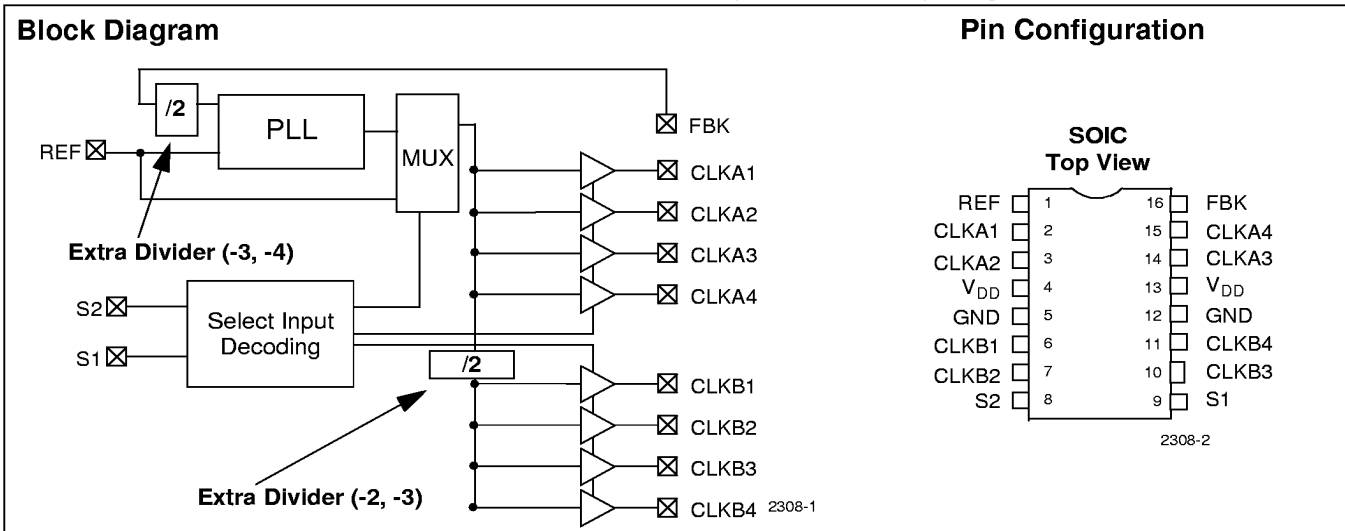 Block Diagram
/2
PLL
MUX
REF
FBK
CLKA1
CLKA2
CLKA3
CLKA4
Extra Divider (-3, -4)
S2
S1
Select Input
Decoding
/2
CLKB1
CLKB2
CLKB3
CLKB4 2308-1
Extra Divider (-2, -3)
Pin Configuration
SOIC
Top View
REF 1 16 FBK
CLKA1 2 15 CLKA4
CLKA2 3 14 CLKA3
VDD 4 13 VDD
GND 5 12 GND
CLKB1 6 11 CLKB4
CLKB2 7 10 CLKB3
S2 8 9 S1
2308-2